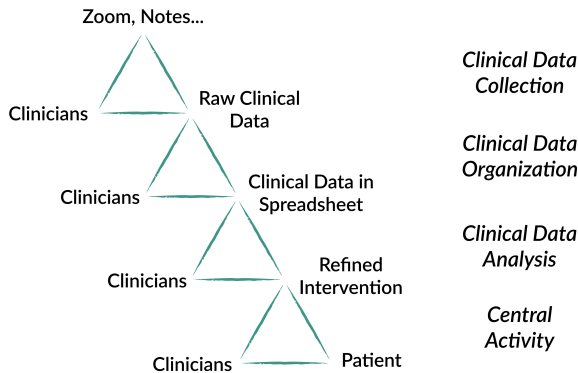 Zoom, Notes...
Clinical Data
Collection
Clinicians
Raw Clinical
Data
Clinical Data
Organization
Clinicians
Clinical Data in
Spreadsheet
Clinical Data
Analysis
Clinicians
Refined
Intervention
Central
Activity
Clinicians
Patient